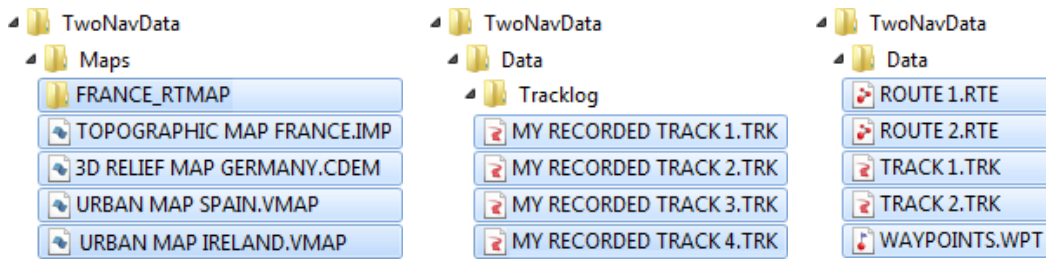 TwoNavData
Maps
FRANCE_RTMAP
TOPOGRAPHIC MAP FRANCE.IMP
3D RELIEF MAP GERMANY.CDEM
URBAN MAP SPAIN.VMAP
URBAN MAP IRELAND.VMAP
TwoNavData
Data
Tracklog
MY RECORDED TRACK 1.TRK
MY RECORDED TRACK 2.TRK
MY RECORDED TRACK 3.TRK
MY RECORDED TRACK 4.TRK
TwoNavData
Data
ROUTE 1.RTE
ROUTE 2.RTE
TRACK 1.TRK
TRACK 2.TRK
WAYPOINTS.WPT